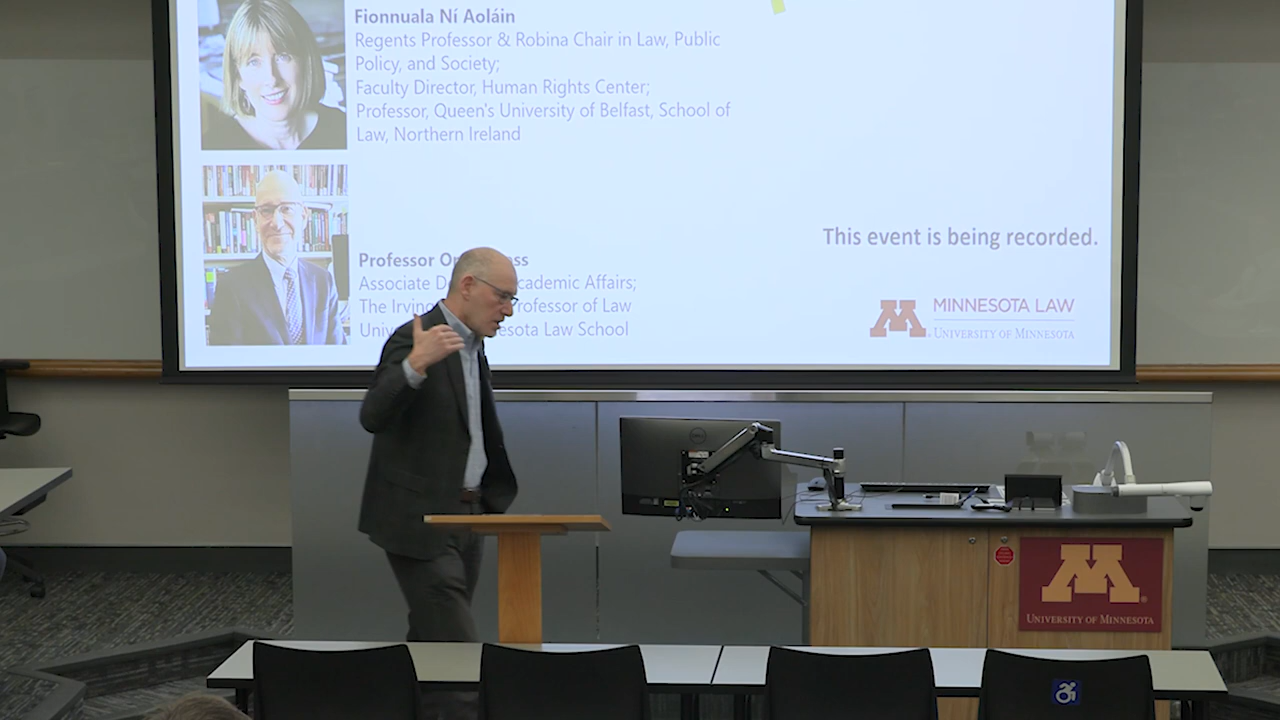 Fionnuala Ní Aoláin
Regents Professor & Robina Chair in Law, Public
Policy, and Society;
Faculty Director, Human Rights Center;
Professor, Queen's University of Belfast, School of
Law, Northern Ireland
This event is being recorded.
Professor
Associate Academic Affairs;
The Irving Professor of Law
Law School
M MINNESOTA LAW
UNIVERSITY OF MINNESOTA
DELL
M
UNIVERSITY OF MINNESOTA